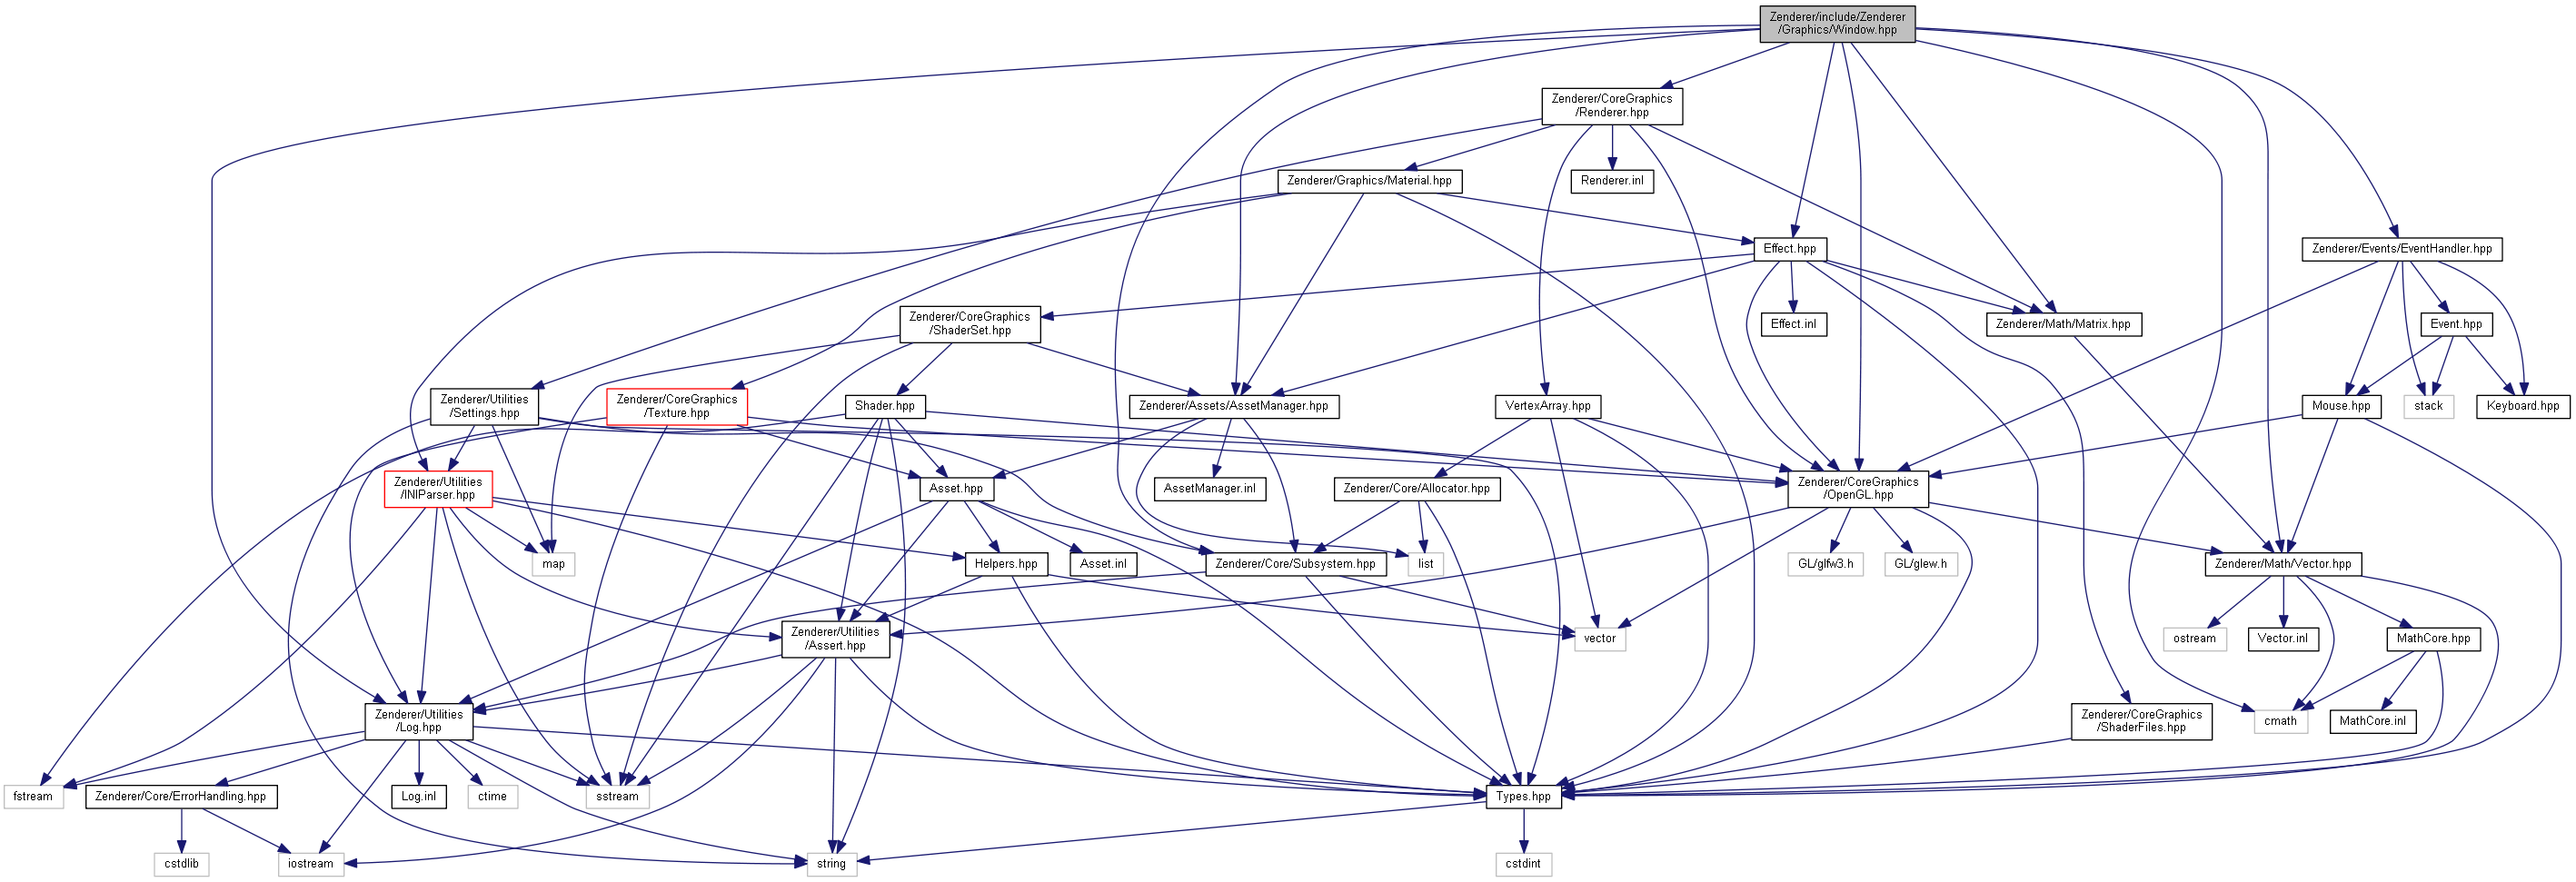 Zenderer/include/Zenderer
/Graphics/Window.hpp
Zenderer/CoreGraphics
/Renderer.hpp
Zenderer/Graphics/Material.hpp
Renderer.inl
Effect.hpp
Zenderer/Events/EventHandler.hpp
Zenderer/CoreGraphics
/ShaderSet.hpp
Effect.inl
Zenderer/Math/Matrix.hpp
Event.hpp
Zenderer/Utilities
/Settings.hpp
Zenderer/CoreGraphics
/Texture.hpp
Shader.hpp
Zenderer/Assets/AssetManager.hpp
VertexArray.hpp
Mouse.hpp
stack
Keyboard.hpp
Zenderer/Utilities
/INIParser.hpp
Asset.hpp
AssetManager.inl
Zenderer/Core/Allocator.hpp
Zenderer/CoreGraphics
/OpenGL.hpp
map
Helpers.hpp
Asset.inl
Zenderer/Core/Subsystem.hpp
list
GL/glfw3.h
GL/glew.h
Zenderer/Math/Vector.hpp
Zenderer/Utilities
/Assert.hpp
vector
ostream
Vector.inl
MathCore.hpp
Zenderer/Utilities
/Log.hpp
Zenderer/CoreGraphics
/ShaderFiles.hpp
cmath
MathCore.inl
fstream
Zenderer/Core/ErrorHandling.hpp
Log.inl
ctime
sstream
Types.hpp
cstdlib
iostream
string
cstdint